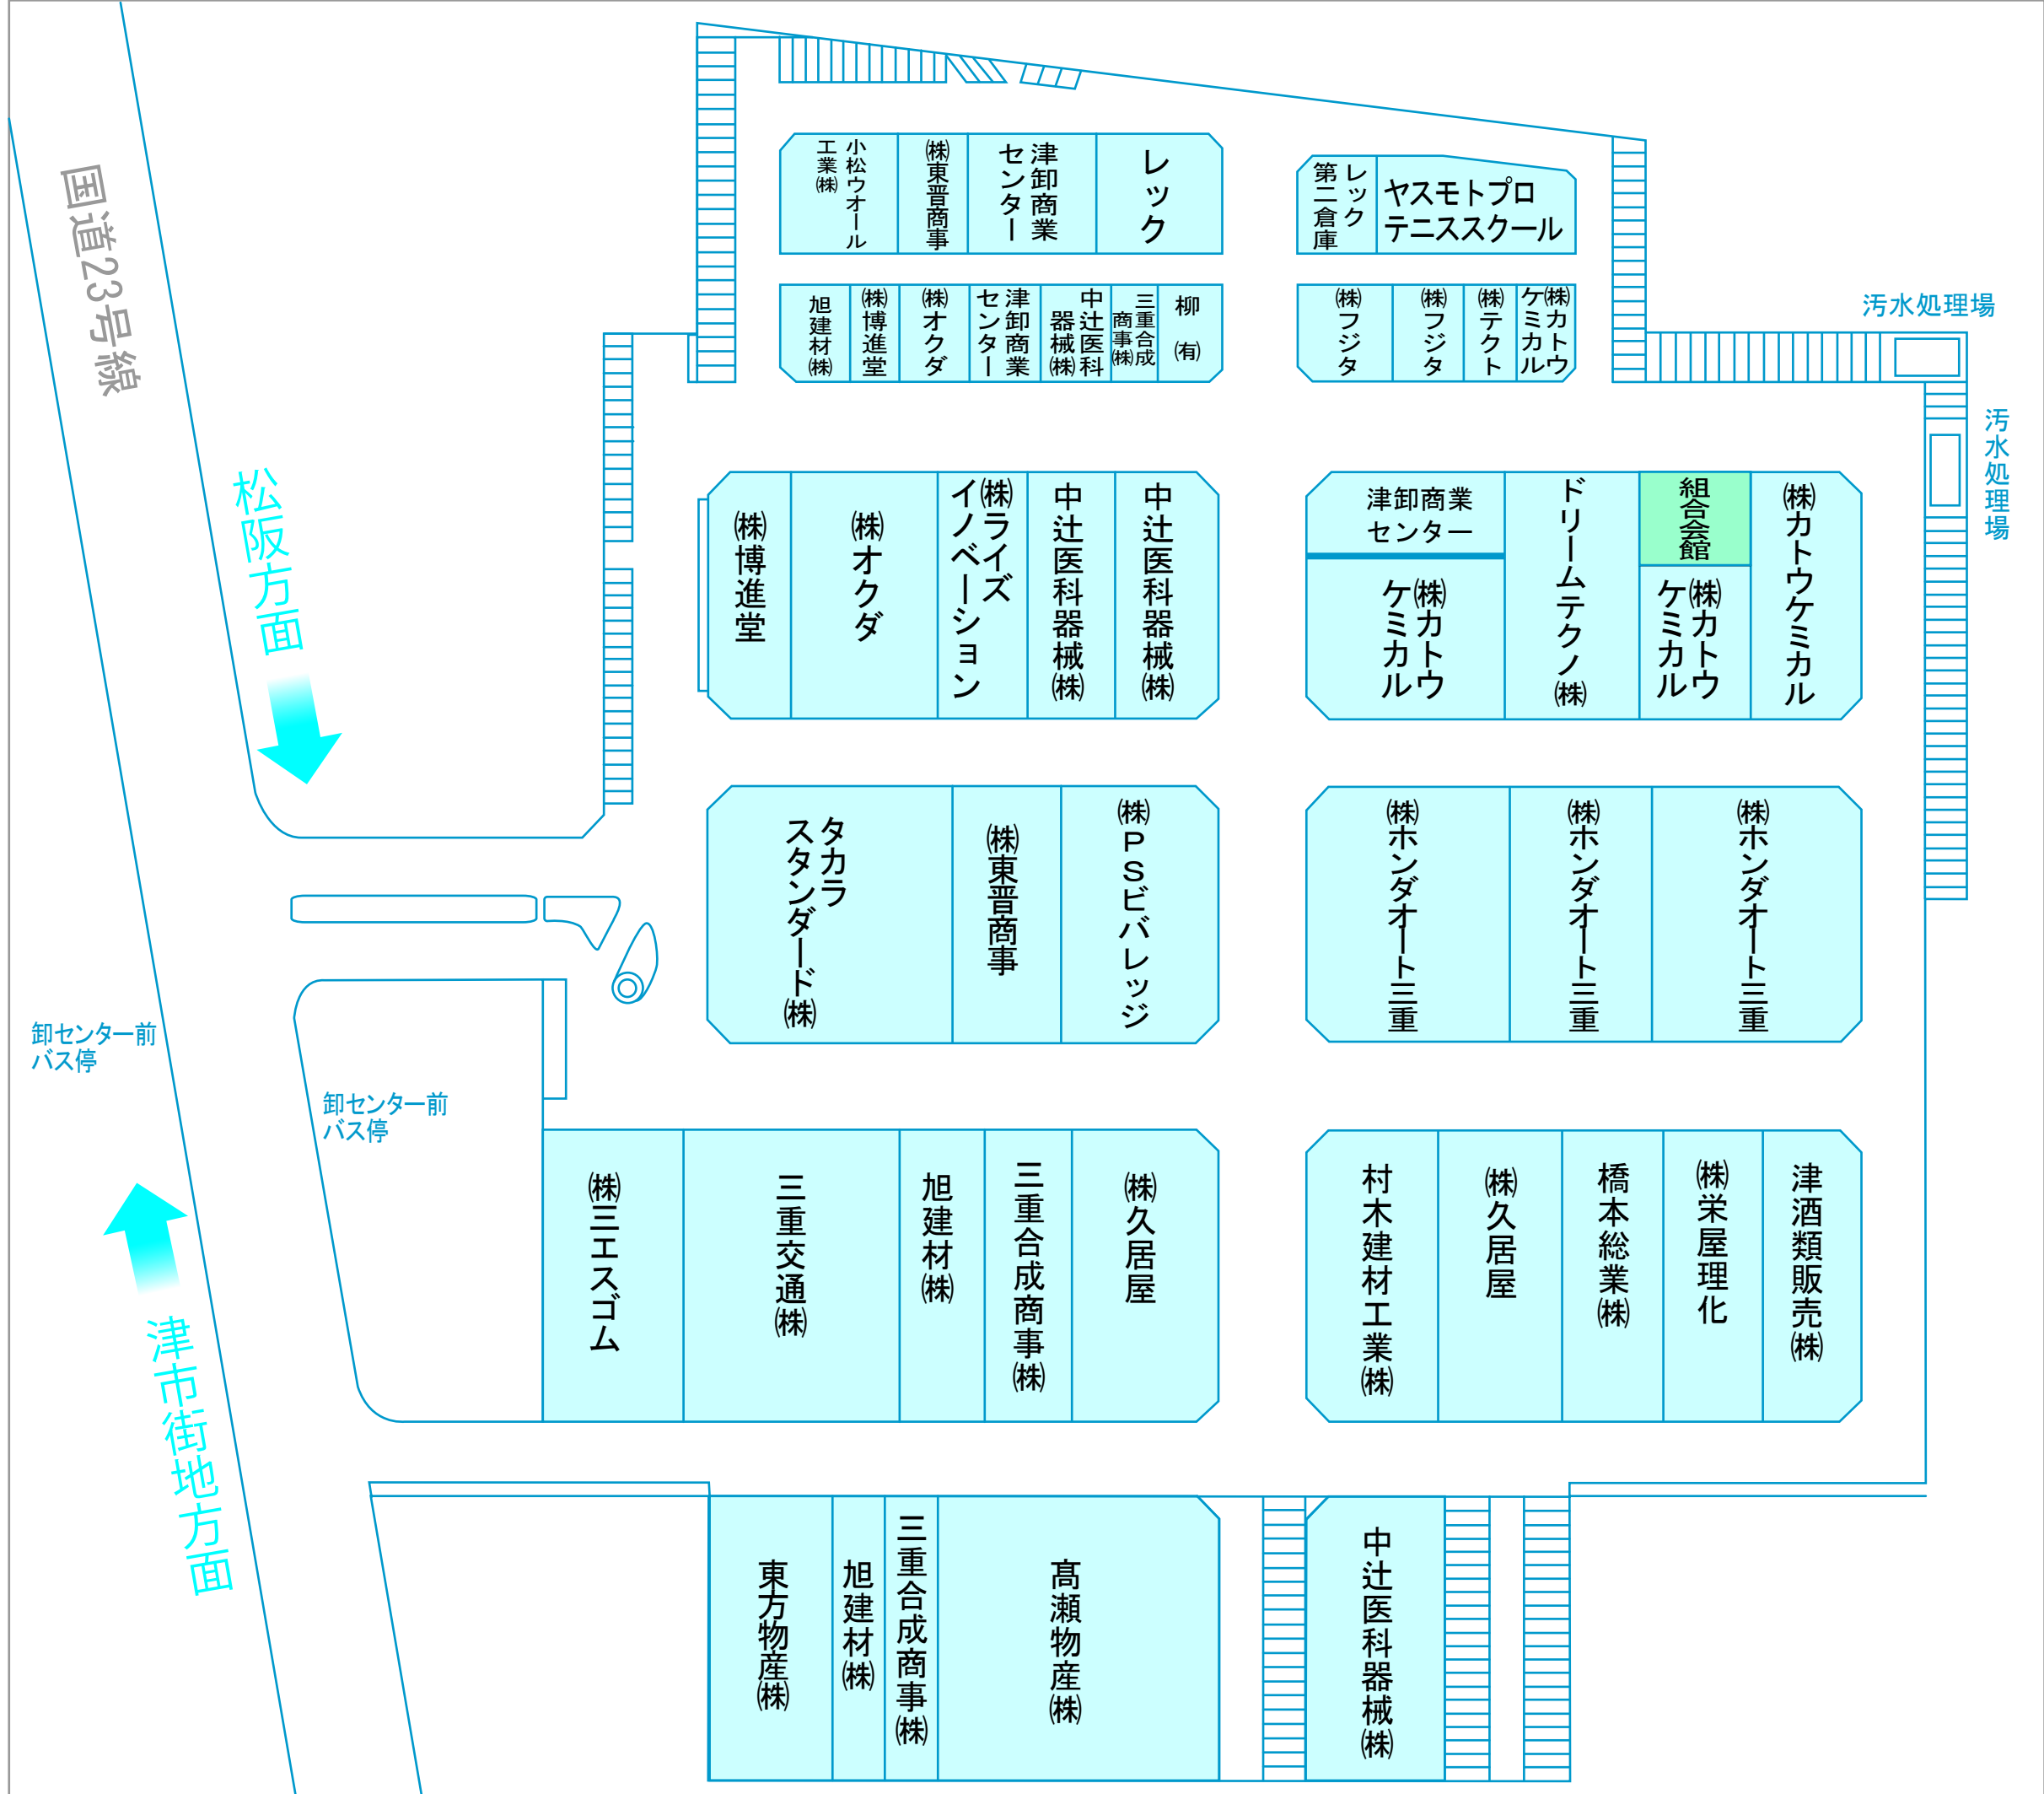 国道23号線
松阪方面
津市街地方面
卸センター前
バス停
卸センター前
バス停
小松ウオール
工業㈱
㈱東晋商事
津卸商業
センター
レック
レック
第二倉庫
ヤスモトプロ
テニススクール
旭建材㈱
㈱博進堂
㈱オクダ
津卸商業
センター
中辻医科
器械㈱
三重合成
商事㈱
柳㈲
㈱フジタ
㈱フジタ
㈱テクト
㈱カトウ
ケミカル
汚水処理場
汚水処理場
㈱博進堂
㈱オクダ
㈱ライズ
イノベーション
中辻医科器械㈱
中辻医科器械㈱
津卸商業
センター
㈱カトウ
ケミカル
ドリームテクノ㈱
組合会館
㈱カトウ
ケミカル
㈱カトウケミカル
タカラ
スタンダード㈱
㈱東晋商事
㈱PSビバレッジ
㈱ホンダオート三重
㈱ホンダオート三重
㈱ホンダオート三重
㈱三エスゴム
三重交通㈱
旭建材㈱
三重合成商事㈱
㈱久居屋
村木建材工業㈱
㈱久居屋
橋本総業㈱
㈱栄屋理化
津酒類販売㈱
東方物産㈱
旭建材㈱
三重合成商事㈱
髙瀬物産㈱
中辻医科器械㈱